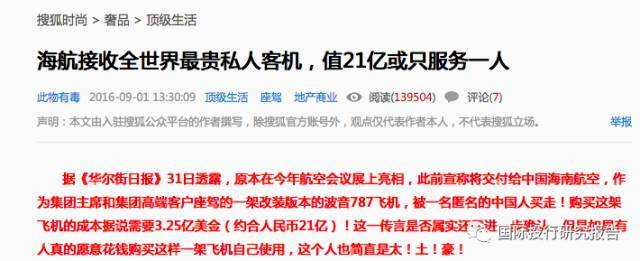 搜狐时尚 > 奢品 > 顶级生活
海航接收全世界最贵私人客机，值21亿或只服务一人
此物有毒 2016-09-01 13:30:09 顶级生活 座驾 地产商业 阅读(139504) 评论(7)
声明：本文由入驻搜狐公众平台的作者撰写，除搜狐官方账号外，观点仅代表作者本人，不代表搜狐立场。 举报
据《华尔街日报》31日透露，原本在今年航空会议展上亮相，此前宣称将交付给中国海南航空，作
为集团主席和集团高端客户座驾的一架改装版本的波音787飞机，被一名匿名的中国人买走！购买这架
飞机的成本据说需要3.25亿美金（约合人民币21亿）！这一传言是否属实还
人真的愿意花钱购买这样一架飞机自己使用，这个人也简直是太！土！豪！
国际投行研究报告